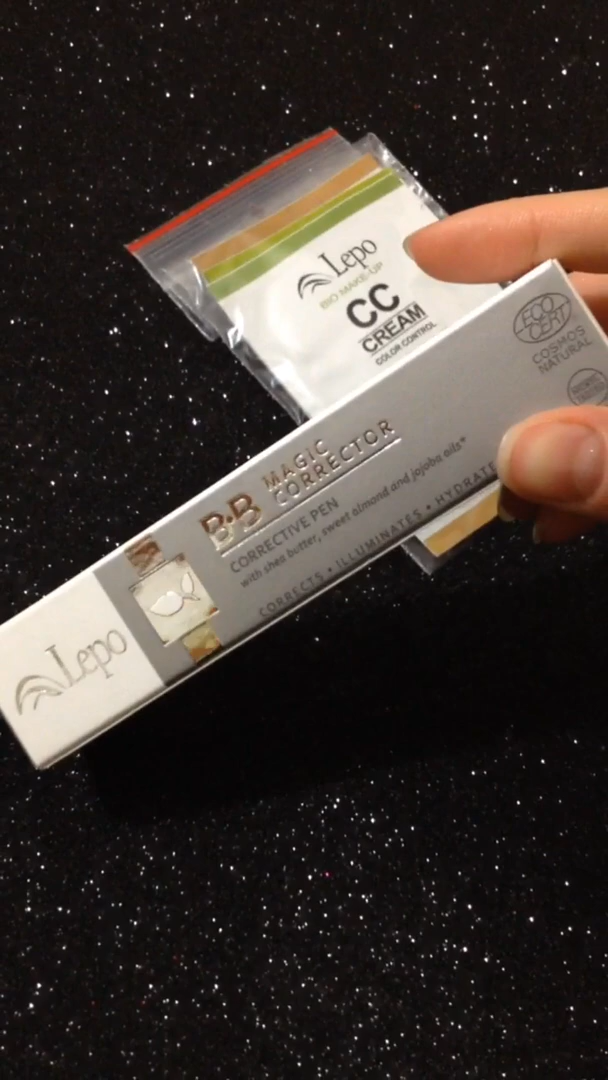 Lepo
BIO MAKE-UP
CC
CREAM
COLOR CONTROL
ECO
CERT
COSMOS
NATURAL
B•B MAGIC
CORRECTOR
CORRECTIVE PEN
with shea butter, sweet almond and jojoba oils*
CORRECTS • ILLUMINATES • HYDRATE
Lepo